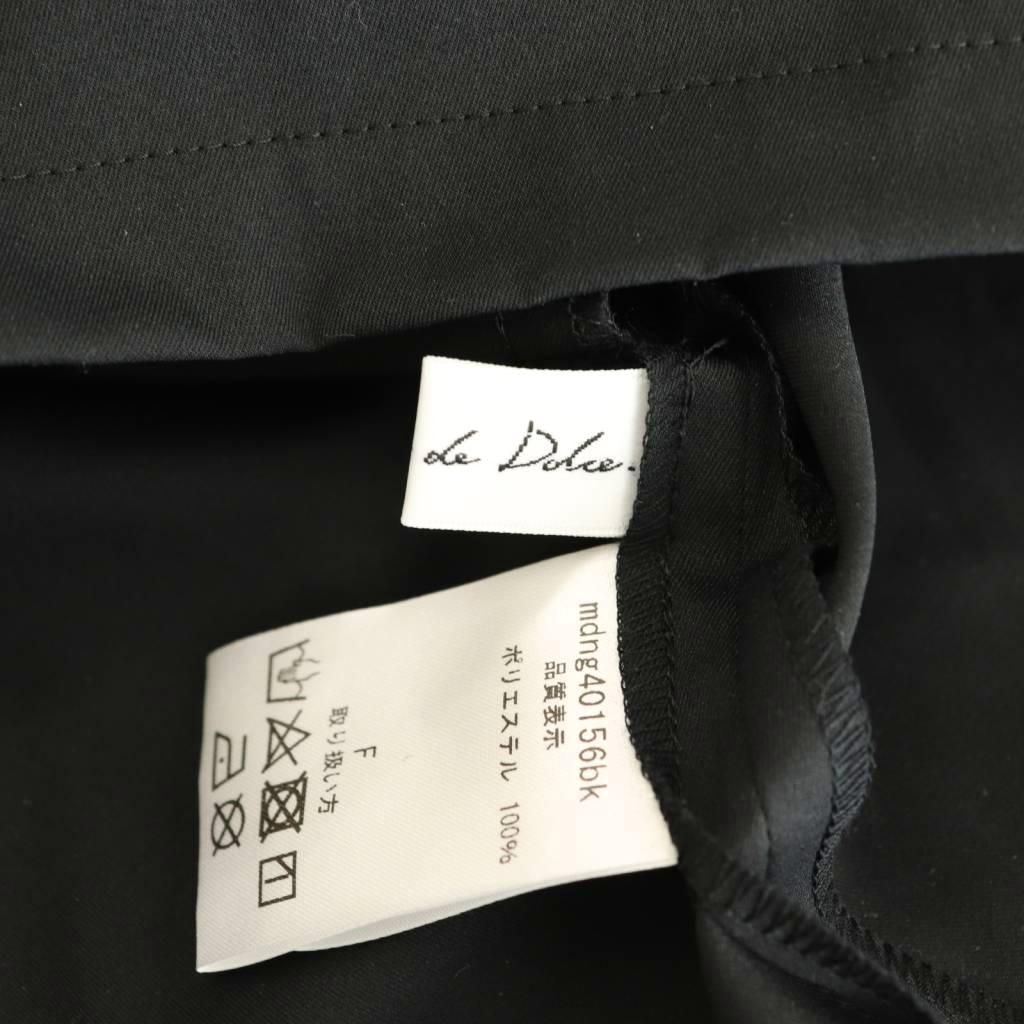 de Dolce.
mdng40156bk
品質表示
ポリエステル 100%
F
取り扱い方